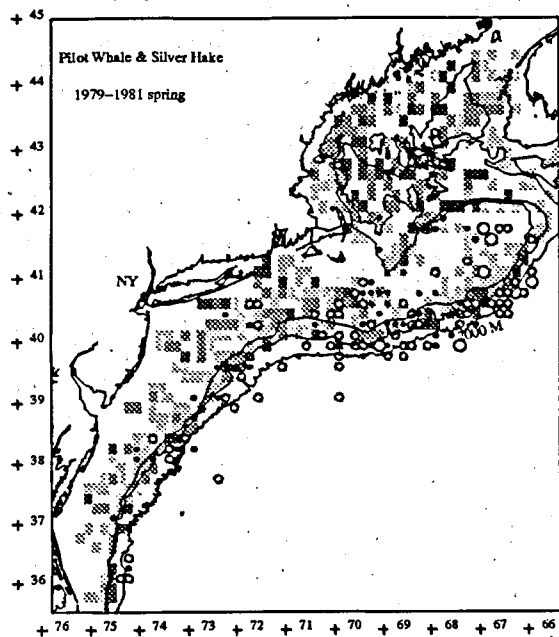 + 45
Pilot Whale & Silver Hake
1979–1981 spring
+ 44
+ 43
+ 42
+ 41
NY
+ 40
1000 M
+ 39
+ 38
+ 37
+ 36
+ 76 + 75 + 74 + 73 + 72 + 71 + 70 + 69 + 68 + 67 + 66